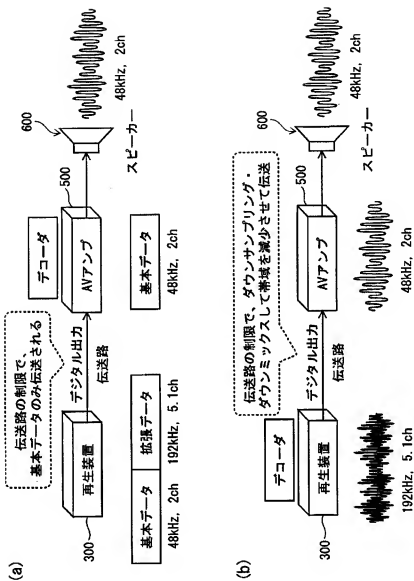 (a)
伝送路の制限で、
基本データのみ伝送される
デコーダ
再生装置
300
デジタル出力
伝送路
AVアンプ
500
600
スピーカー
48kHz, 2ch
基本データ
拡張データ
48kHz, 2ch
192kHz, 5.1ch
基本データ
48kHz, 2ch
(b)
伝送路の制限で、ダウンサンプリング・
ダウンミックスして帯域を減少させて伝送
デコーダ
再生装置
300
デジタル出力
伝送路
AVアンプ
500
600
スピーカー
48kHz, 2ch
192kHz, 5.1ch
48kHz, 2ch